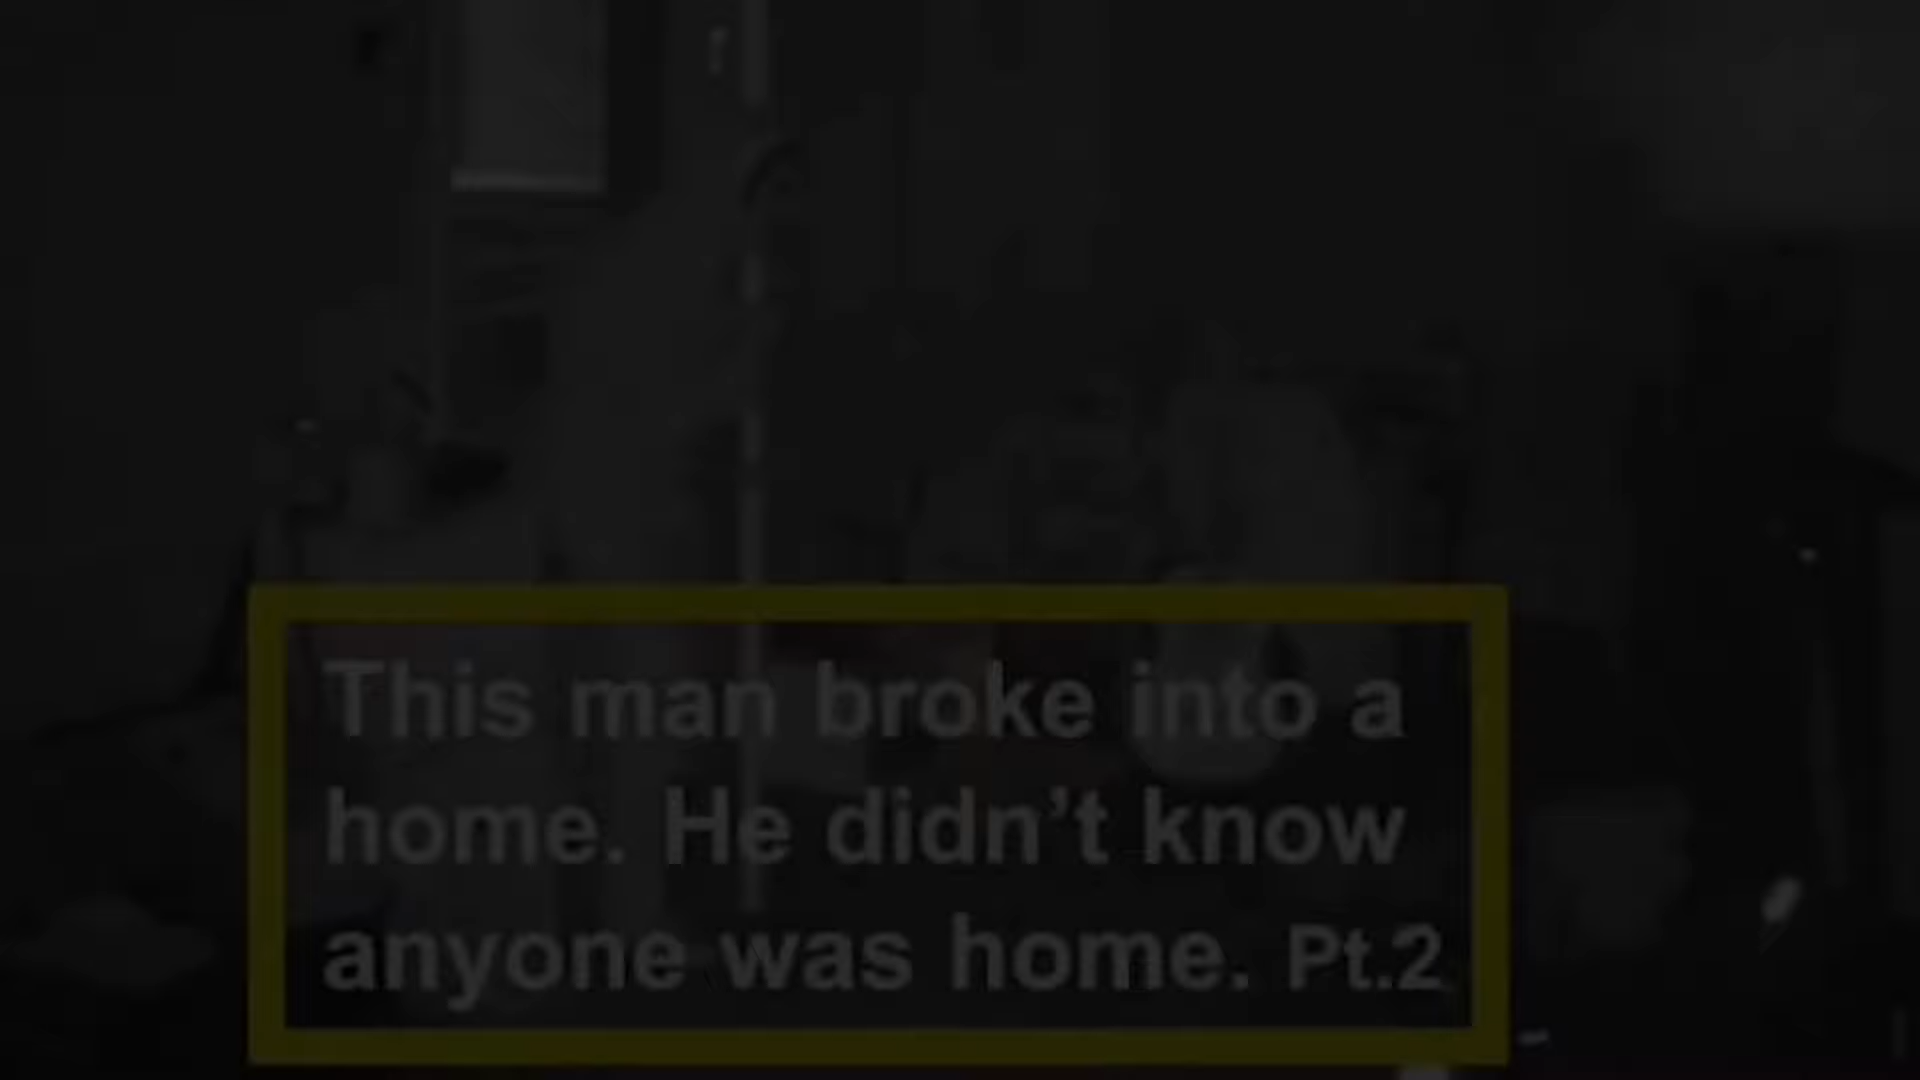 This man broke into a
home. He didn’t know
anyone was home. Pt.2